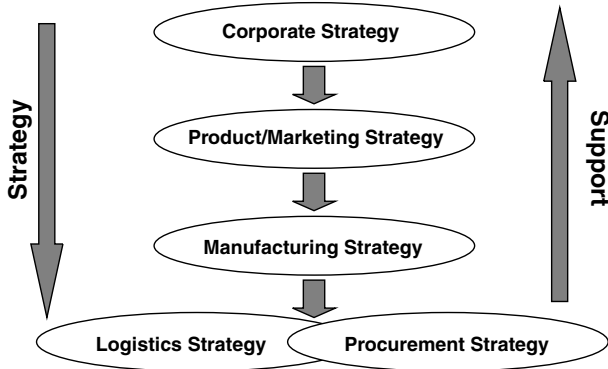 Corporate Strategy
Product/Marketing Strategy
Manufacturing Strategy
Logistics Strategy
Procurement Strategy
Strategy
Support